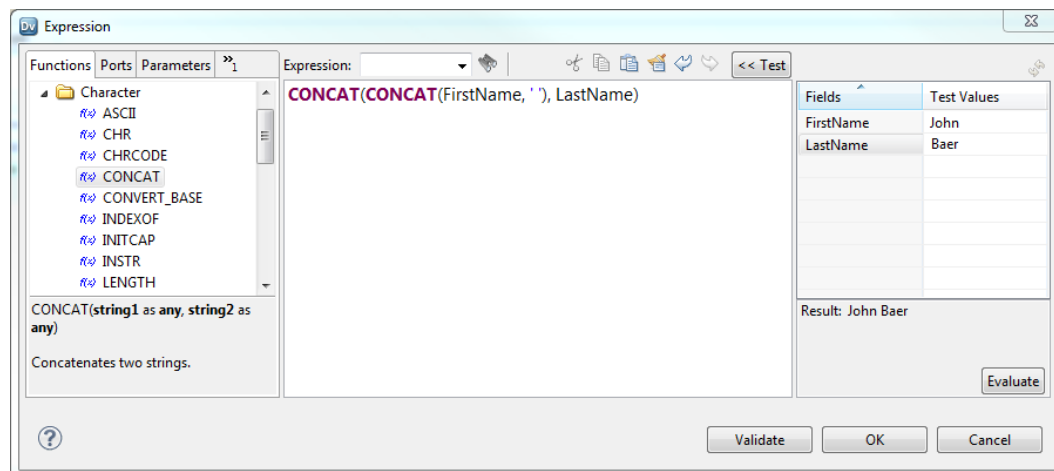 Dv Expression
Functions Ports Parameters »1
Character
f(x) ASCII
f(x) CHR
f(x) CHRCODE
f(x) CONCAT
f(x) CONVERT_BASE
f(x) INDEXOF
f(x) INITCAP
f(x) INSTR
f(x) LENGTH
CONCAT(string1 as any, string2 as
any)
Concatenates two strings.
Expression:
<< Test
CONCAT(CONCAT(FirstName, ' '), LastName)
Fields Test Values
FirstName John
LastName Baer
Result: John Baer
Evaluate
?
Validate OK Cancel